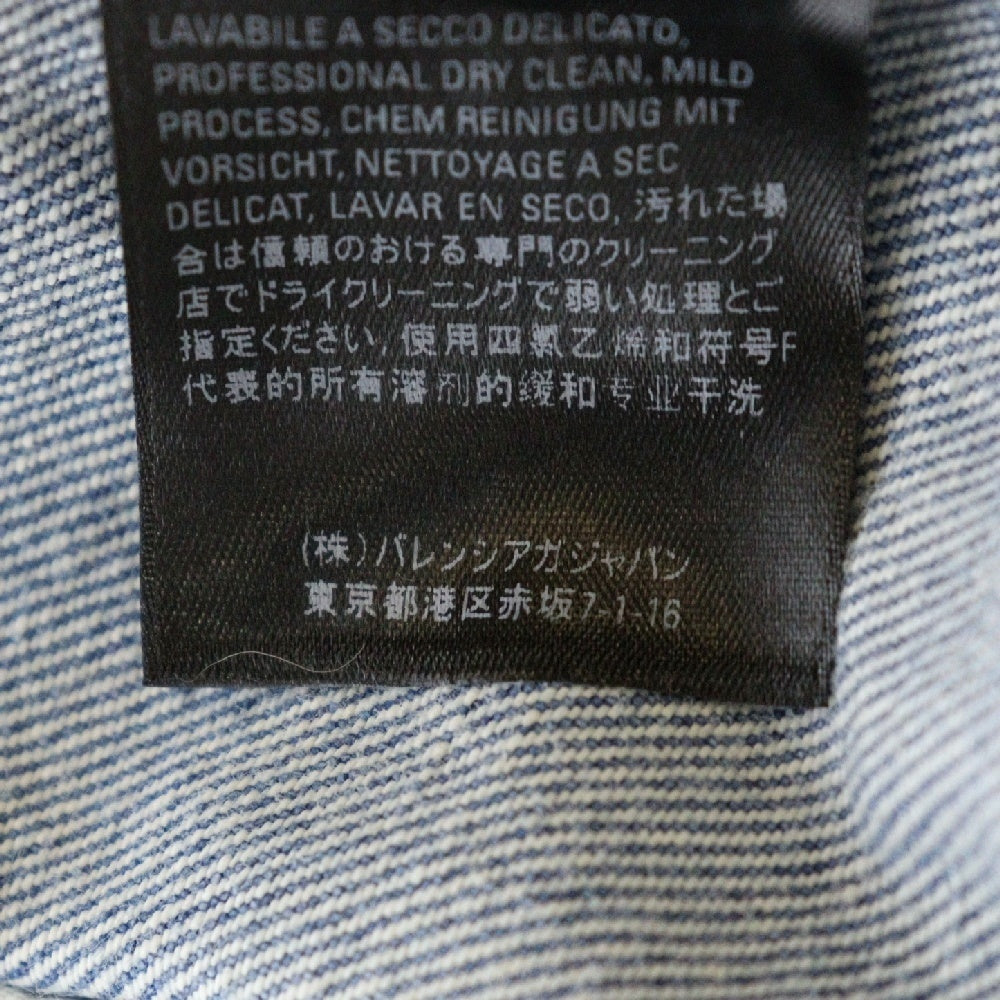 LAVABILE A SECCO DELICATO,
PROFESSIONAL DRY CLEAN, MILD
PROCESS, CHEM REINIGUNG MIT
VORSICHT, NETTOYAGE A SEC
DELICAT, LAVAR EN SECO, 汚れた場
合は信頼のおける専門のクリーニング
店でドライクリーニングで弱い処理とご
指定ください, 使用四氯乙烯和符号F
代表的所有溶剂的缓和专业干洗
(株)バレンシアガジャパン
東京都港区赤坂7-1-16